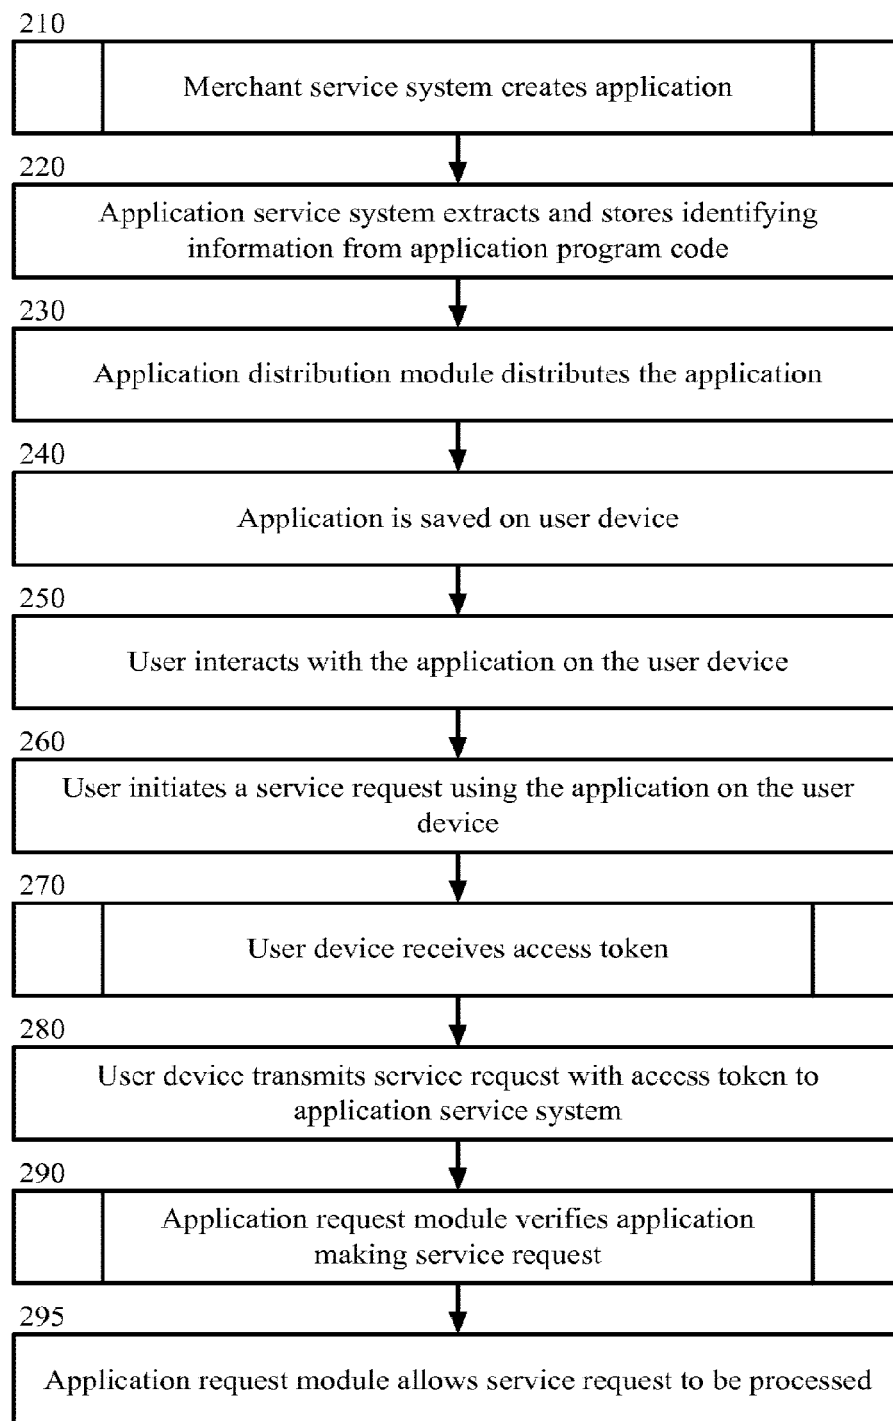 210
Merchant service system creates application
220
Application service system extracts and stores identifying
information from application program code
230
Application distribution module distributes the application
240
Application is saved on user device
250
User interacts with the application on the user device
260
User initiates a service request using the application on the user
device
270
User device receives access token
280
User device transmits service request with access token to
application service system
290
Application request module verifies application
making service request
295
Application request module allows service request to be processed